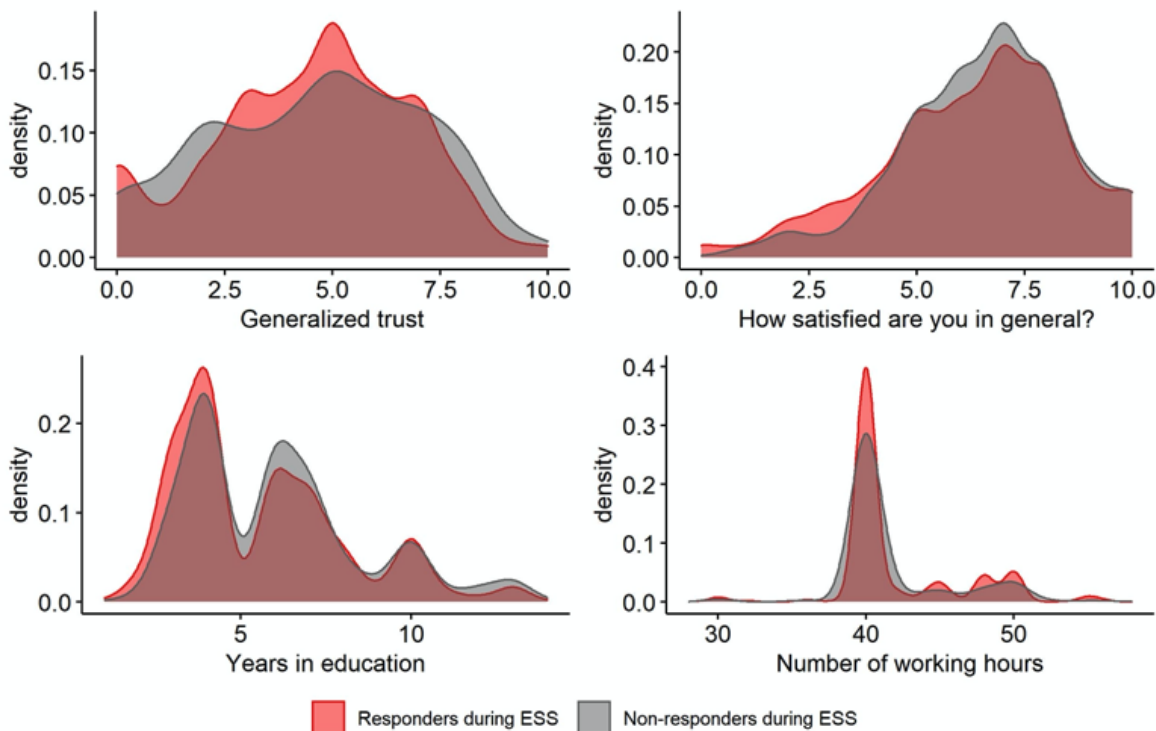 density
0.15
0.10
0.05
0.00
0.0 2.5 5.0 7.5 10.0
Generalized trust
density
0.20
0.15
0.10
0.05
0.00
0.0 2.5 5.0 7.5 10.0
How satisfied are you in general?
density
0.2
0.1
0.0
5 10
Years in education
density
0.4
0.3
0.2
0.1
0.0
30 40 50
Number of working hours
Responders during ESS Non-responders during ESS